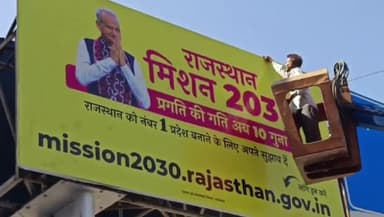 राजस्थान
मिशन 203
प्रगति की गति अब 10 गुना
राजस्थान को नंबर 1 प्रदेश बनाने के लिए अपने सुझाव दें
mission2030.rajasthan.gov.in